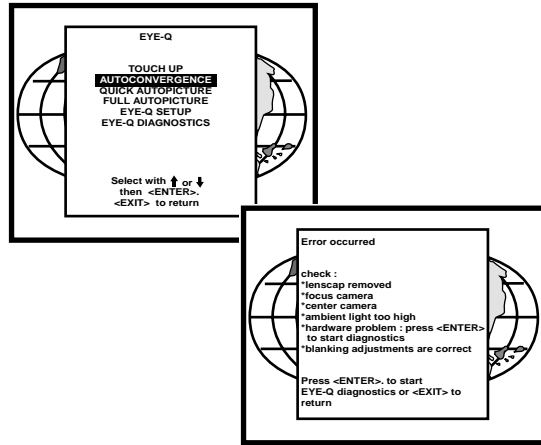 EYE-Q
TOUCH UP
AUTOCONVERGENCE
QUICK AUTOPICTURE
FULL AUTOPICTURE
EYE-Q SETUP
EYE-Q DIAGNOSTICS
Select with ↑ or ↓
then <ENTER>.
<EXIT> to return
Error occurred
check :
*lenscap removed
*focus camera
*center camera
*ambient light too high
*hardware problem : press <ENTER>
to start diagnostics
*blanking adjustments are correct
Press <ENTER>. to start
EYE-Q diagnostics or <EXIT> to
return